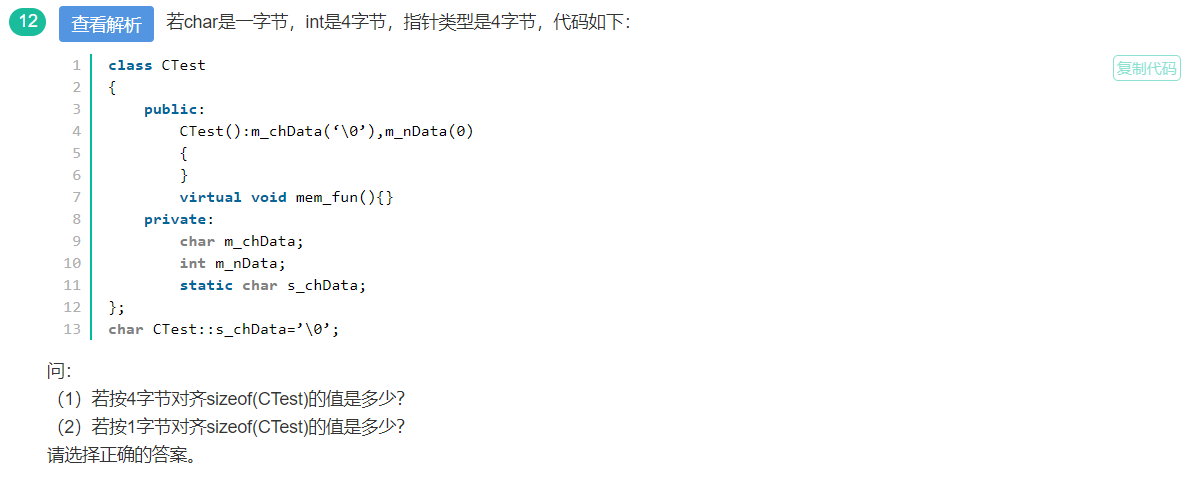 12 查看解析 若char是一字节，int是4字节，指针类型是4字节，代码如下：
复制代码
1 class CTest
2 {
3     public:
4         CTest():m_chData(‘\0’),m_nData(0)
5         {
6         }
7         virtual void mem_fun(){}
8     private:
9         char m_chData;
10         int m_nData;
11         static char s_chData;
12 };
13 char CTest::s_chData=’\0’;
问：
（1）若按4字节对齐sizeof(CTest)的值是多少？
（2）若按1字节对齐sizeof(CTest)的值是多少？
请选择正确的答案。